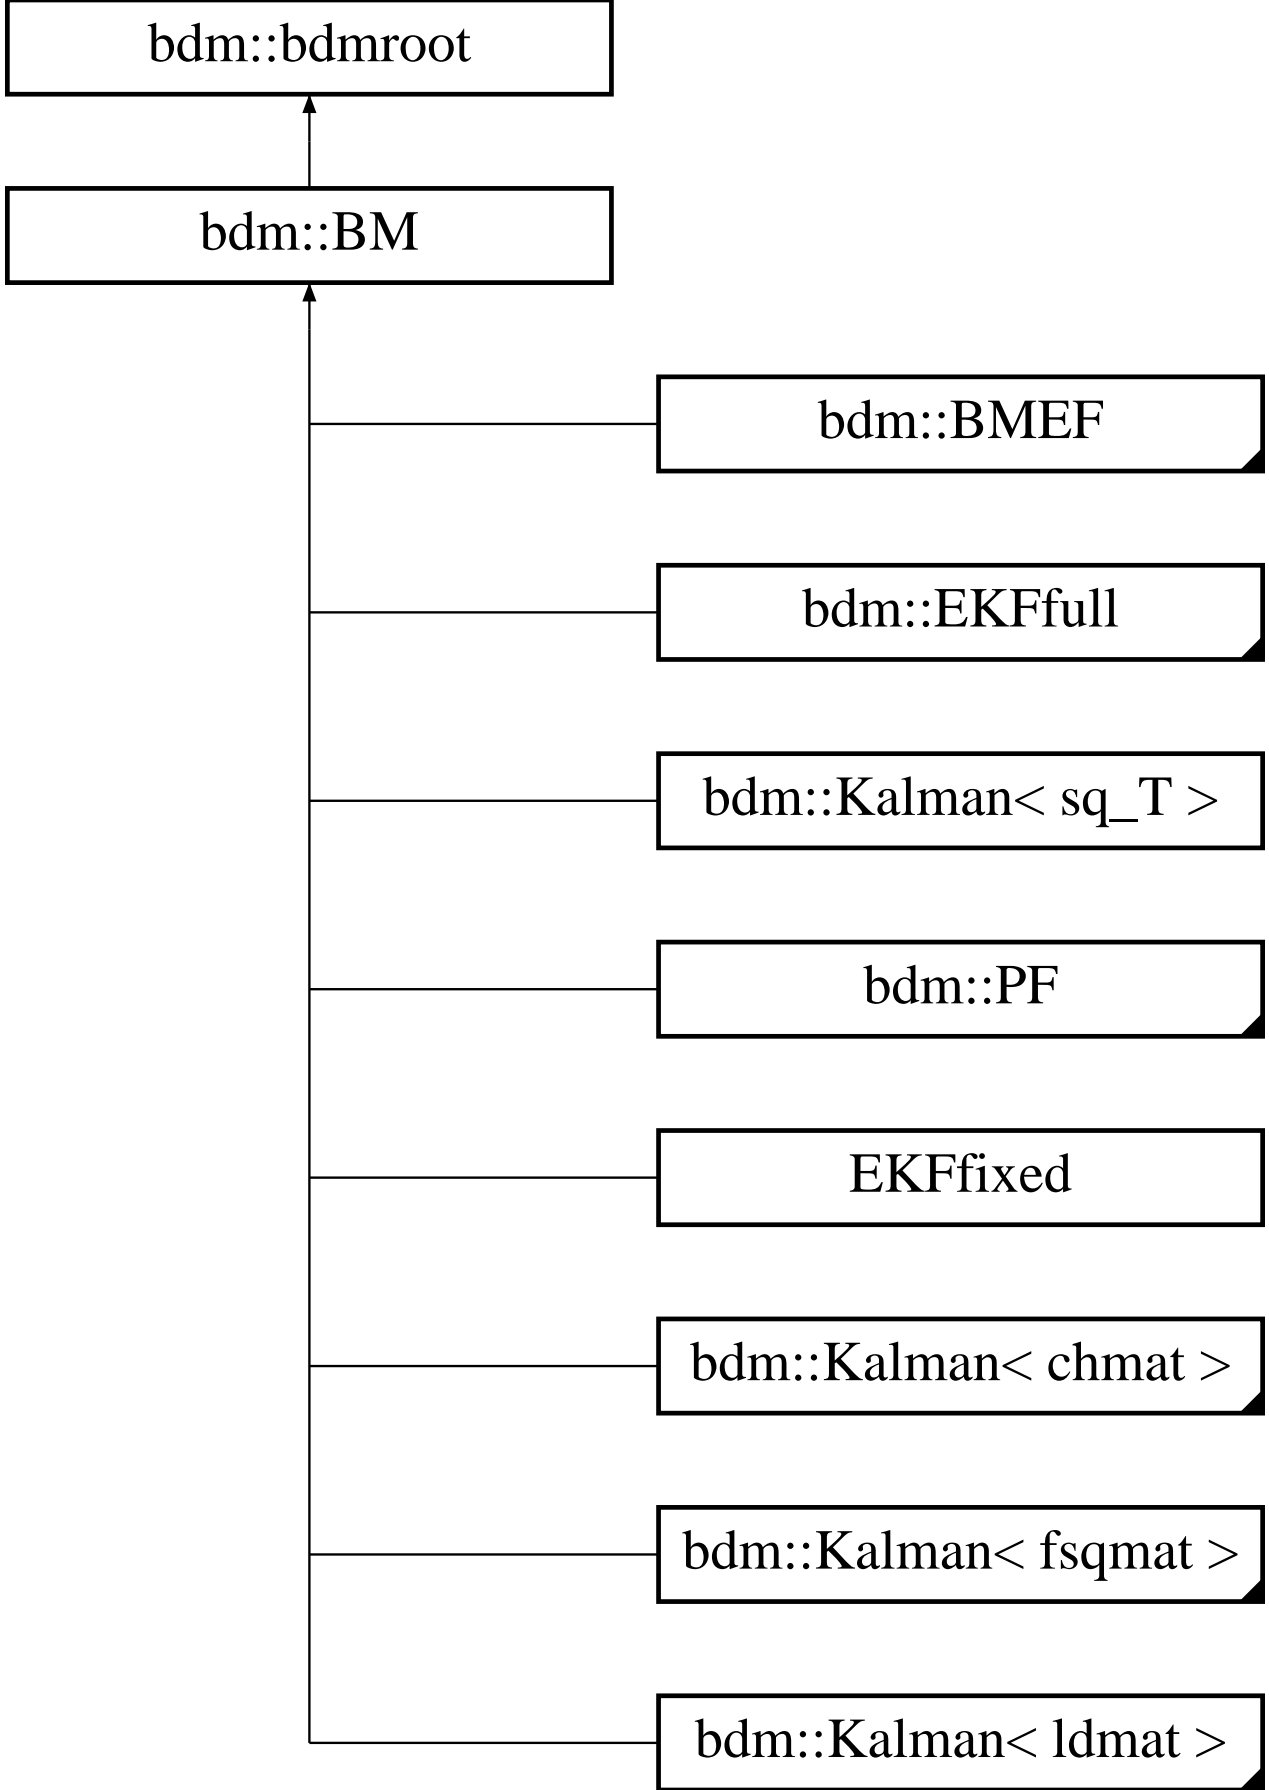 bdm::bdmroot
bdm::BM
bdm::BMEF
bdm::EKFfull
bdm::Kalman< sq_T >
bdm::PF
EKFfixed
bdm::Kalman< chmat >
bdm::Kalman< fsqmat >
bdm::Kalman< ldmat >